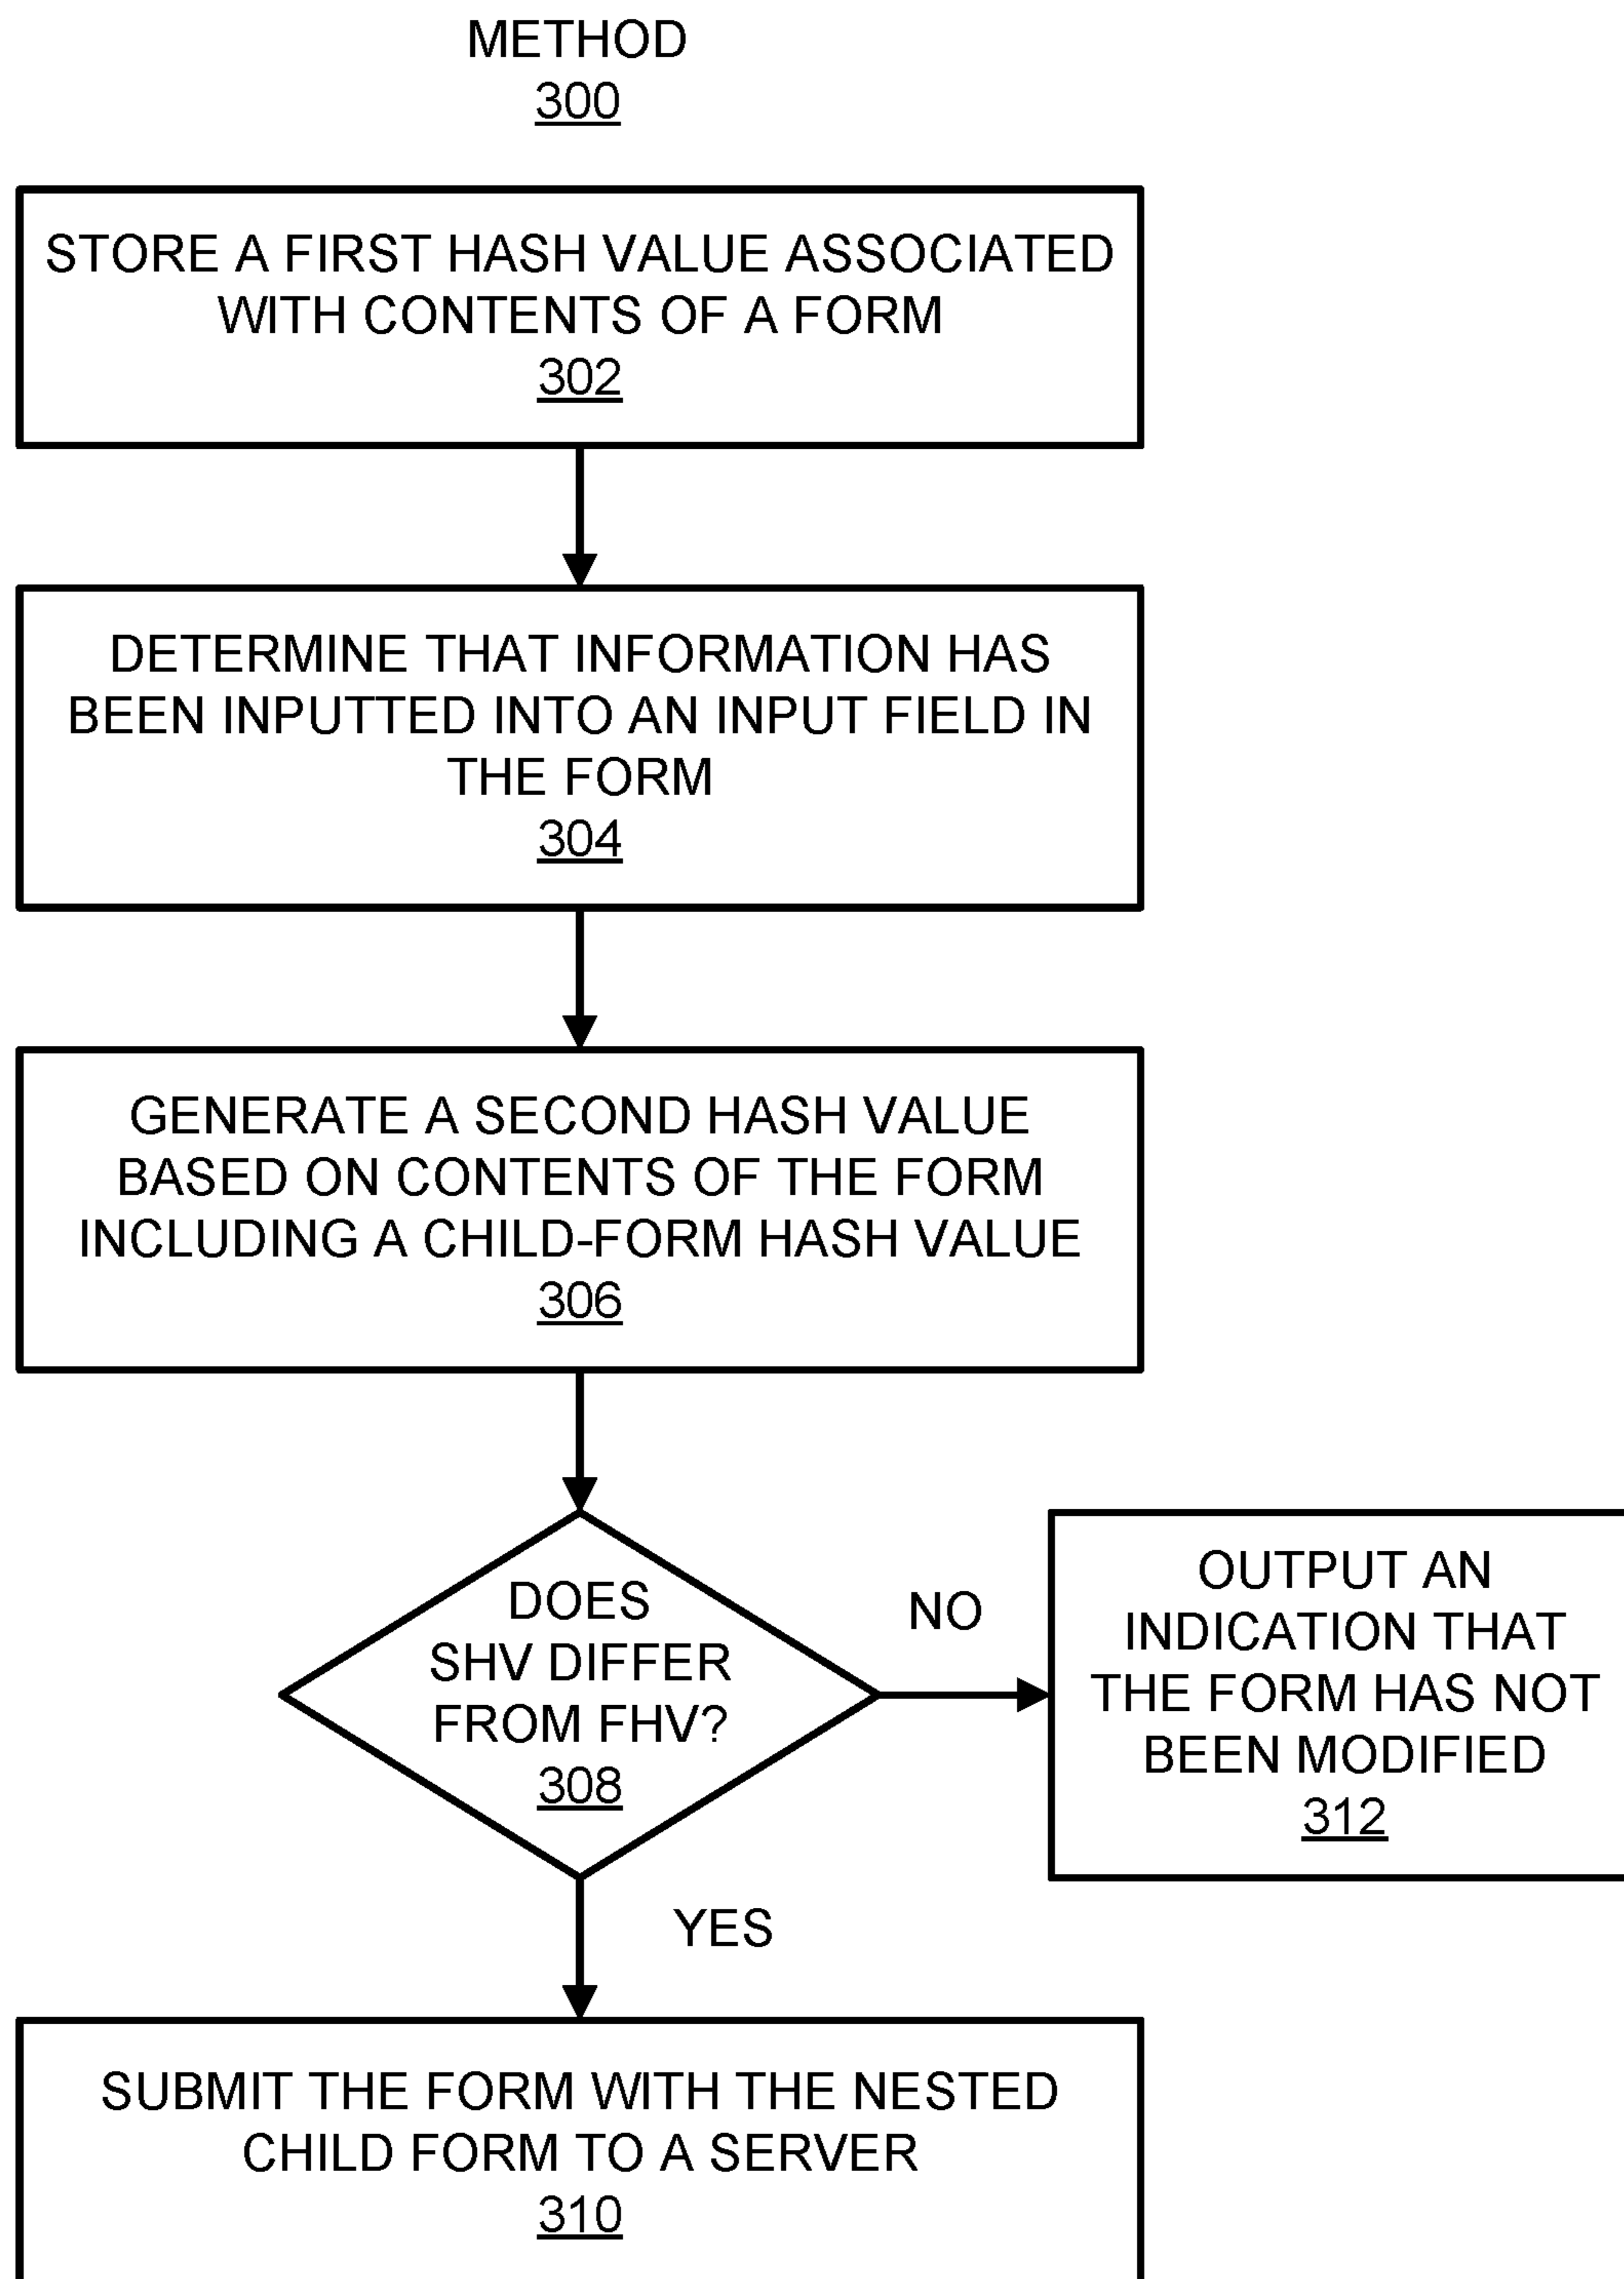 METHOD
300
STORE A FIRST HASH VALUE ASSOCIATED
WITH CONTENTS OF A FORM
302
DETERMINE THAT INFORMATION HAS
BEEN INPUTTED INTO AN INPUT FIELD IN
THE FORM
304
GENERATE A SECOND HASH VALUE
BASED ON CONTENTS OF THE FORM
INCLUDING A CHILD-FORM HASH VALUE
306
DOES
SHV DIFFER
FROM FHV?
308
NO
OUTPUT AN
INDICATION THAT
THE FORM HAS NOT
BEEN MODIFIED
312
YES
SUBMIT THE FORM WITH THE NESTED
CHILD FORM TO A SERVER
310